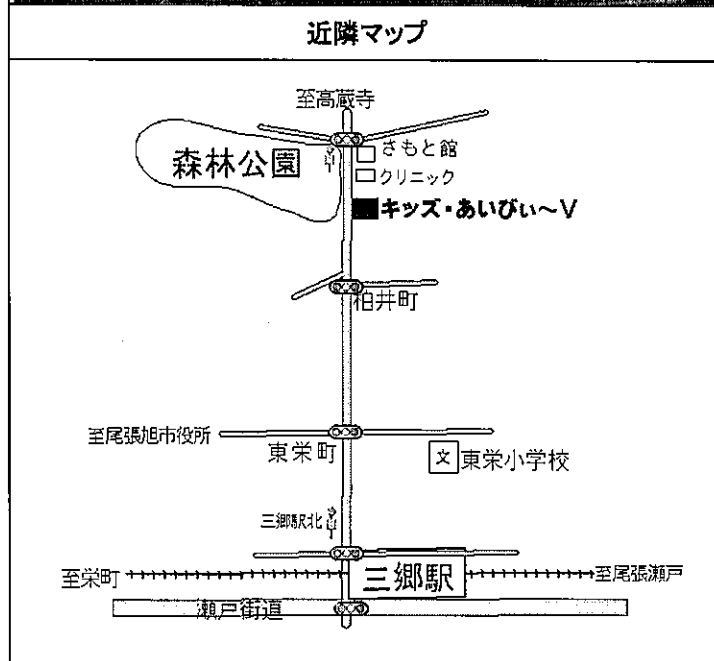 近隣マップ
至高蔵寺
森林公園
さもと館
クリニック
キッズ・あいびぃ~V
柏井町
至尾張旭市役所
東栄町
文
東栄小学校
三郷駅北
至栄町
三郷駅
至尾張瀬戸
瀬戸街道